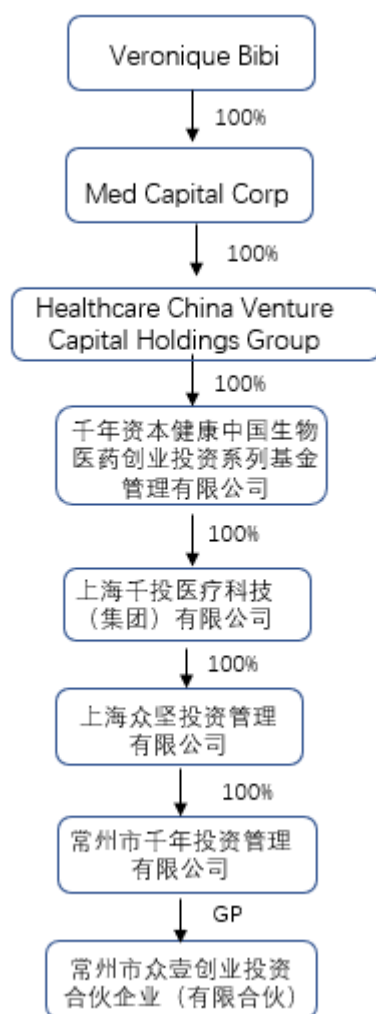 Veronique Bibi
100%
Med Capital Corp
100%
Healthcare China Venture
Capital Holdings Group
100%
千年资本健康中国生物
医药创业投资系列基金
管理有限公司
100%
上海千投医疗科技
（集团）有限公司
100%
上海众坚投资管理
有限公司
100%
常州市千年投资管理
有限公司
GP
常州市众壹创业投资
合伙企业（有限合伙）